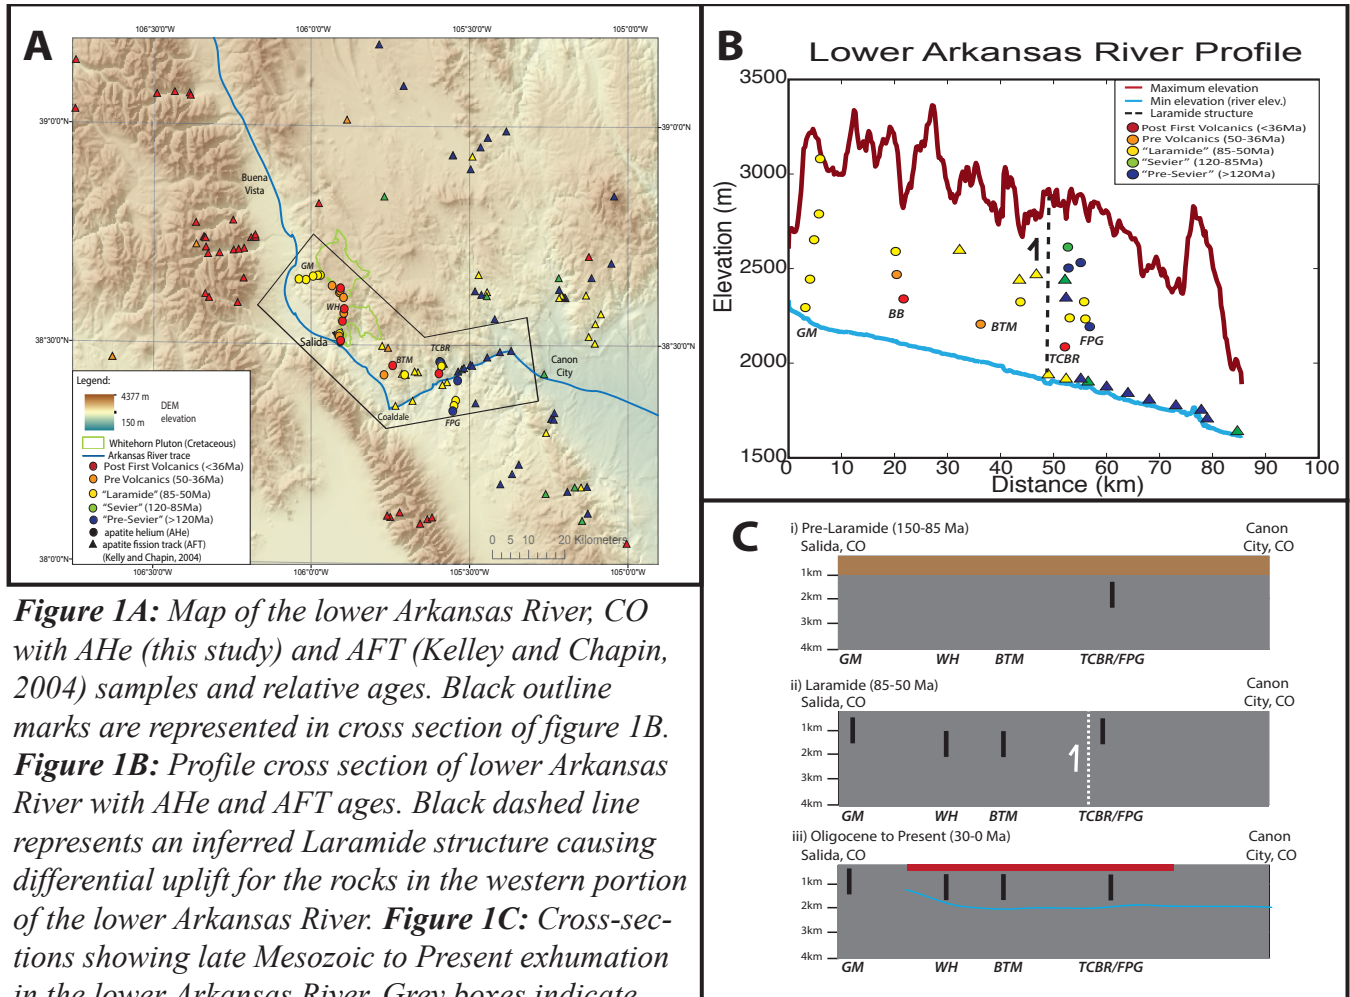 A
106°30'0"W 106°0'0"W 105°30'0"W 105°0'0"W
39°0'0"N
39°0'0"N
Buena
Vista
GM
WH
38°30'0"N
Salida
38°30'0"N
BTM
TCBR
Canon
City
Coaldale
FPG
Legend:
4377 m
150 m
DEM
elevation
Whitehorn Pluton (Cretaceous)
Arkansas River trace
Post First Volcanics (<36Ma)
Pre Volcanics (50-36Ma)
"Laramide" (85-50Ma)
"Sevier" (120-85Ma)
"Pre-Sevier" (>120Ma)
apatite helium (AHe)
apatite fission track (AFT)
(Kelly and Chapin, 2004)
0 5 10 20 Kilometers
38°0'0"N
38°0'0"N
106°30'0"W 106°0'0"W 105°30'0"W 105°0'0"W
Figure 1A: Map of the lower Arkansas River, CO
with AHe (this study) and AFT (Kelley and Chapin,
2004) samples and relative ages. Black outline
marks are represented in cross section of figure 1B.
Figure 1B: Profile cross section of lower Arkansas
River with AHe and AFT ages. Black dashed line
represents an inferred Laramide structure causing
differential uplift for the rocks in the western portion
of the lower Arkansas River. Figure 1C: Cross-sec-
tions showing late Mesozoic to Present exhumation
in the lower Arkansas River. Grey boxes indicate
B
Lower Arkansas River Profile
Maximum elevation
Min elevation (river elev.)
Laramide structure
Post First Volcanics (<36Ma)
Pre Volcanics (50-36Ma)
"Laramide" (85-50Ma)
"Sevier" (120-85Ma)
"Pre-Sevier" (>120Ma)
3500
3000
2500
2000
1500
Elevation (m)
GM
BB
BTM
TCBR
FPG
0 10 20 30 40 50 60 70 80 90 100
Distance (km)
C
i) Pre-Laramide (150-85 Ma)
Salida, CO
Canon
City, CO
1km
2km
3km
4km
GM WH BTM TCBR/FPG
ii) Laramide (85-50 Ma)
Salida, CO
Canon
City, CO
1km
2km
3km
4km
GM WH BTM TCBR/FPG
iii) Oligocene to Present (30-0 Ma)
Salida, CO
Canon
City, CO
1km
2km
3km
4km
GM WH BTM TCBR/FPG